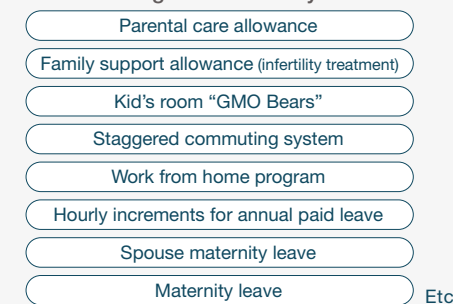 Parental care allowance
Family support allowance (infertility treatment)
Kid’s room “GMO Bears”
Staggered commuting system
Work from home program
Hourly increments for annual paid leave
Spouse maternity leave
Maternity leave
Etc